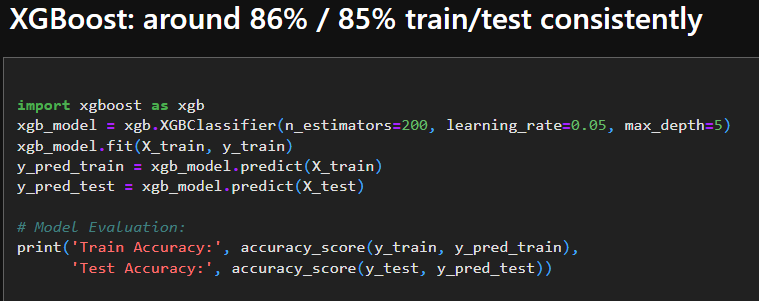 XGBoost: around 86% / 85% train/test consistently
import xgboost as xgb
xgb_model = xgb.XGBClassifier(n_estimators=200, learning_rate=0.05, max_depth=5)
xgb_model.fit(X_train, y_train)
y_pred_train = xgb_model.predict(X_train)
y_pred_test = xgb_model.predict(X_test)
# Model Evaluation:
print('Train Accuracy:', accuracy_score(y_train, y_pred_train),
      'Test Accuracy:', accuracy_score(y_test, y_pred_test))